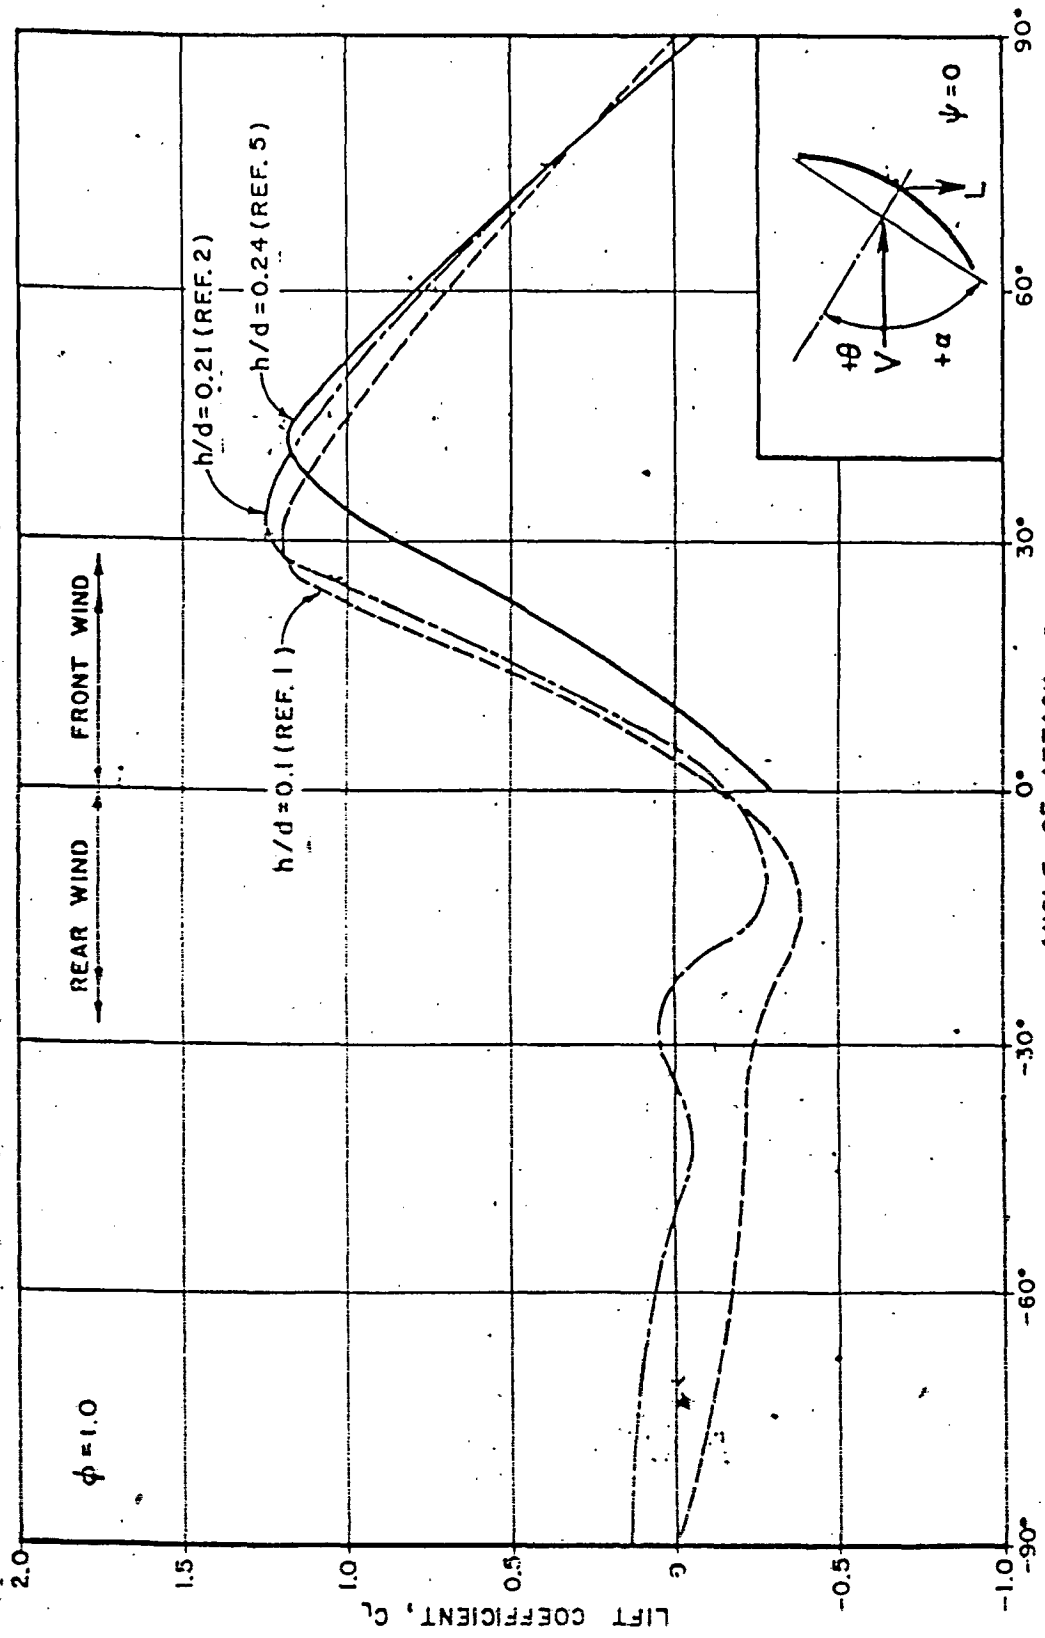 φ = 1.0
REAR WIND
FRONT WIND
h/d = 0.21 (REF. 2)
h/d = 0.24 (REF. 5)
h/d = 0.1 (REF. 1)
LIFT COEFFICIENT, CL
2.0
1.5
1.0
0.5
0
-0.5
-1.0
-90°
-60°
-30°
0°
30°
60°
90°
+θ
V
+α
L
ψ = 0